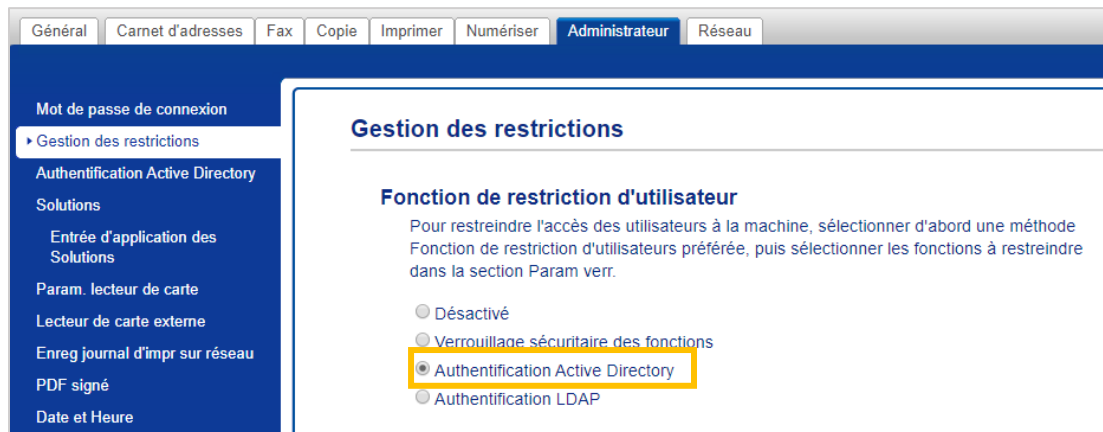 Général Carnet d'adresses Fax Copie Imprimer Numériser Administrateur Réseau
Mot de passe de connexion
Gestion des restrictions
Authentification Active Directory
Solutions
Entrée d'application des
Solutions
Param. lecteur de carte
Lecteur de carte externe
Enreg journal d'impr sur réseau
PDF signé
Date et Heure
Gestion des restrictions
Fonction de restriction d'utilisateur
Pour restreindre l'accès des utilisateurs à la machine, sélectionner d'abord une méthode
Fonction de restriction d'utilisateurs préférée, puis sélectionner les fonctions à restreindre
dans la section Param verr.
Désactivé
Verrouillage sécuritaire des fonctions
Authentification Active Directory
Authentification LDAP